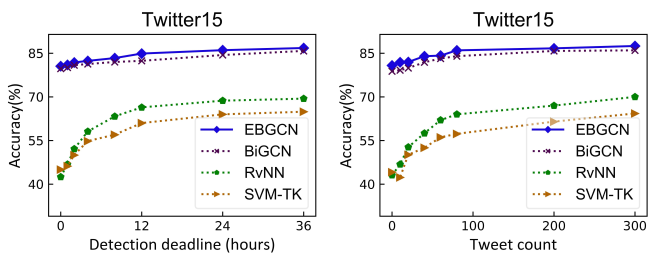 Twitter15
Accuracy(%)
85
70
55
40
EBGCN
BiGCN
RvNN
SVM-TK
0 12 24 36
Detection deadline (hours)
Twitter15
Accuracy(%)
85
70
55
40
EBGCN
BiGCN
RvNN
SVM-TK
0 100 200 300
Tweet count